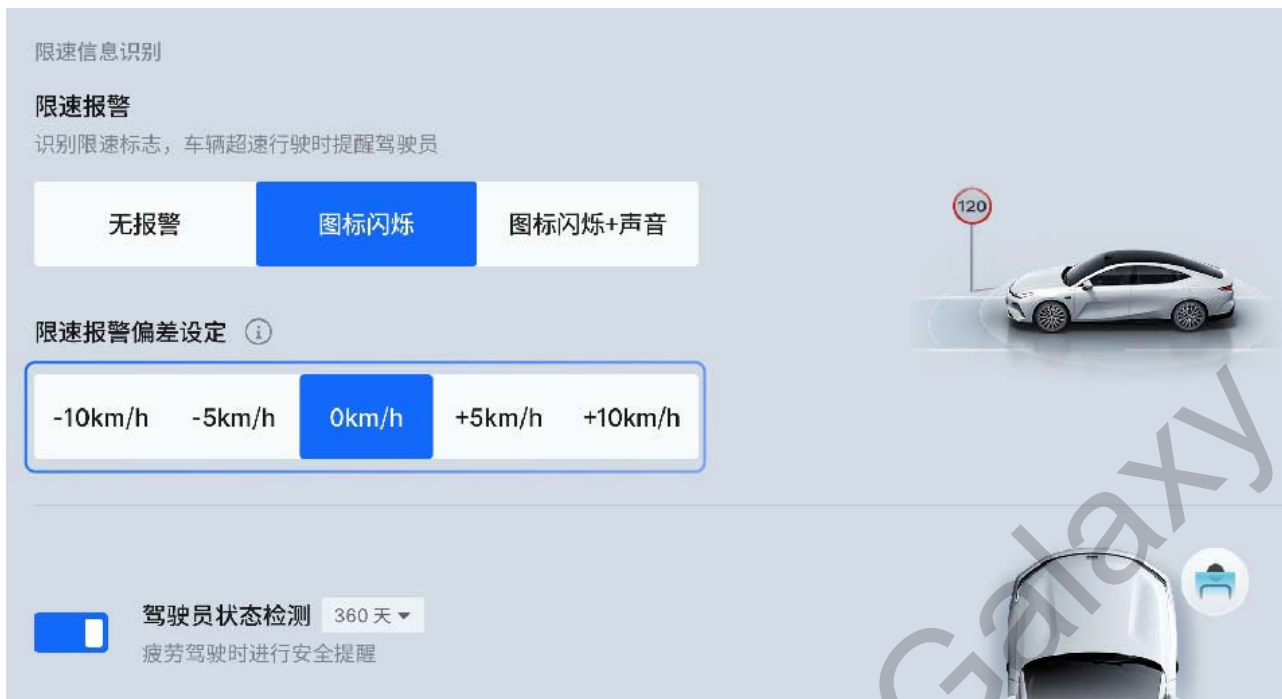 限速信息识别
限速报警
识别限速标志，车辆超速行驶时提醒驾驶员
无报警 图标闪烁 图标闪烁+声音
120
限速报警偏差设定
-10km/h -5km/h 0km/h +5km/h +10km/h
驾驶员状态检测 360天
疲劳驾驶时进行安全提醒
Galaxy